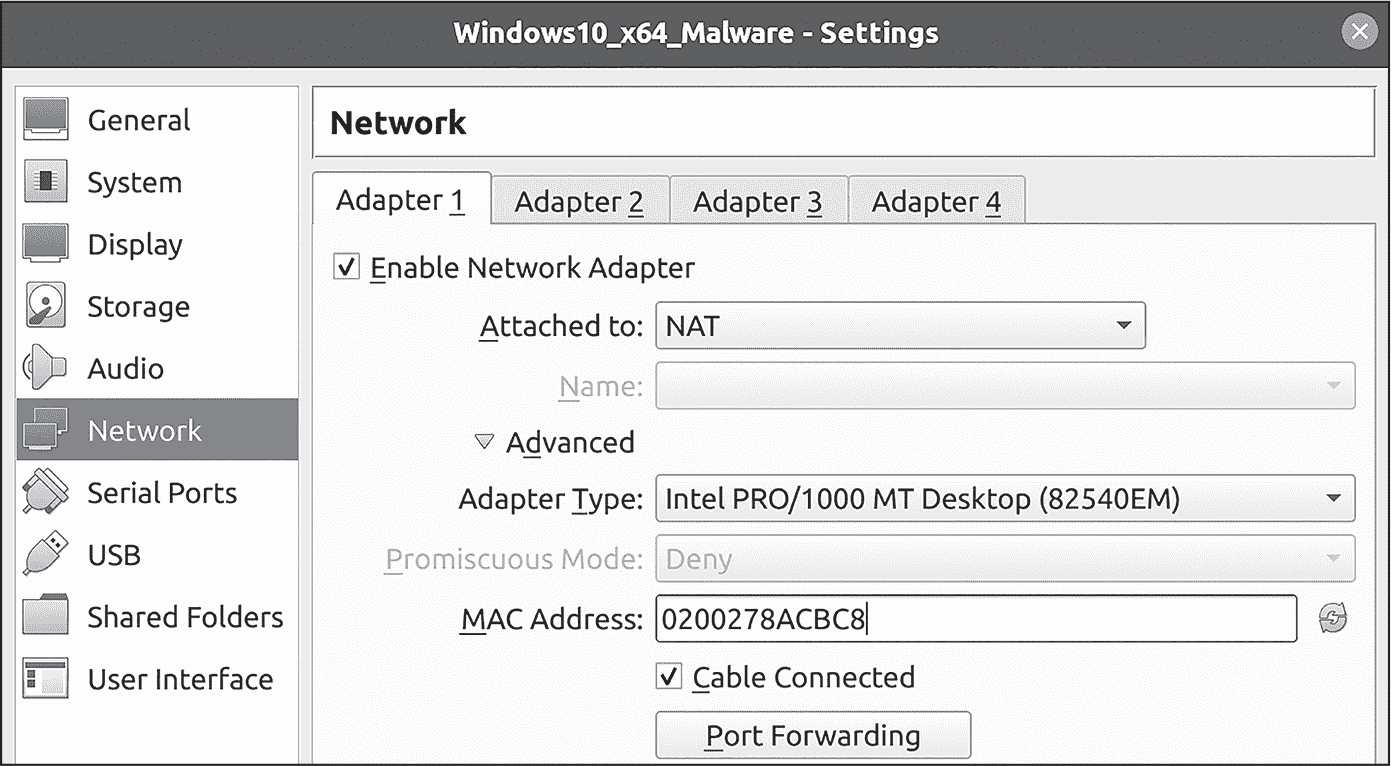 Windows10_x64_Malware - Settings
General
System
Display
Storage
Audio
Network
Serial Ports
USB
Shared Folders
User Interface
Network
Adapter 1 Adapter 2 Adapter 3 Adapter 4
Enable Network Adapter
Attached to: NAT
Name:
Advanced
Adapter Type: Intel PRO/1000 MT Desktop (82540EM)
Promiscuous Mode: Deny
MAC Address: 0200278ACBC8
Cable Connected
Port Forwarding